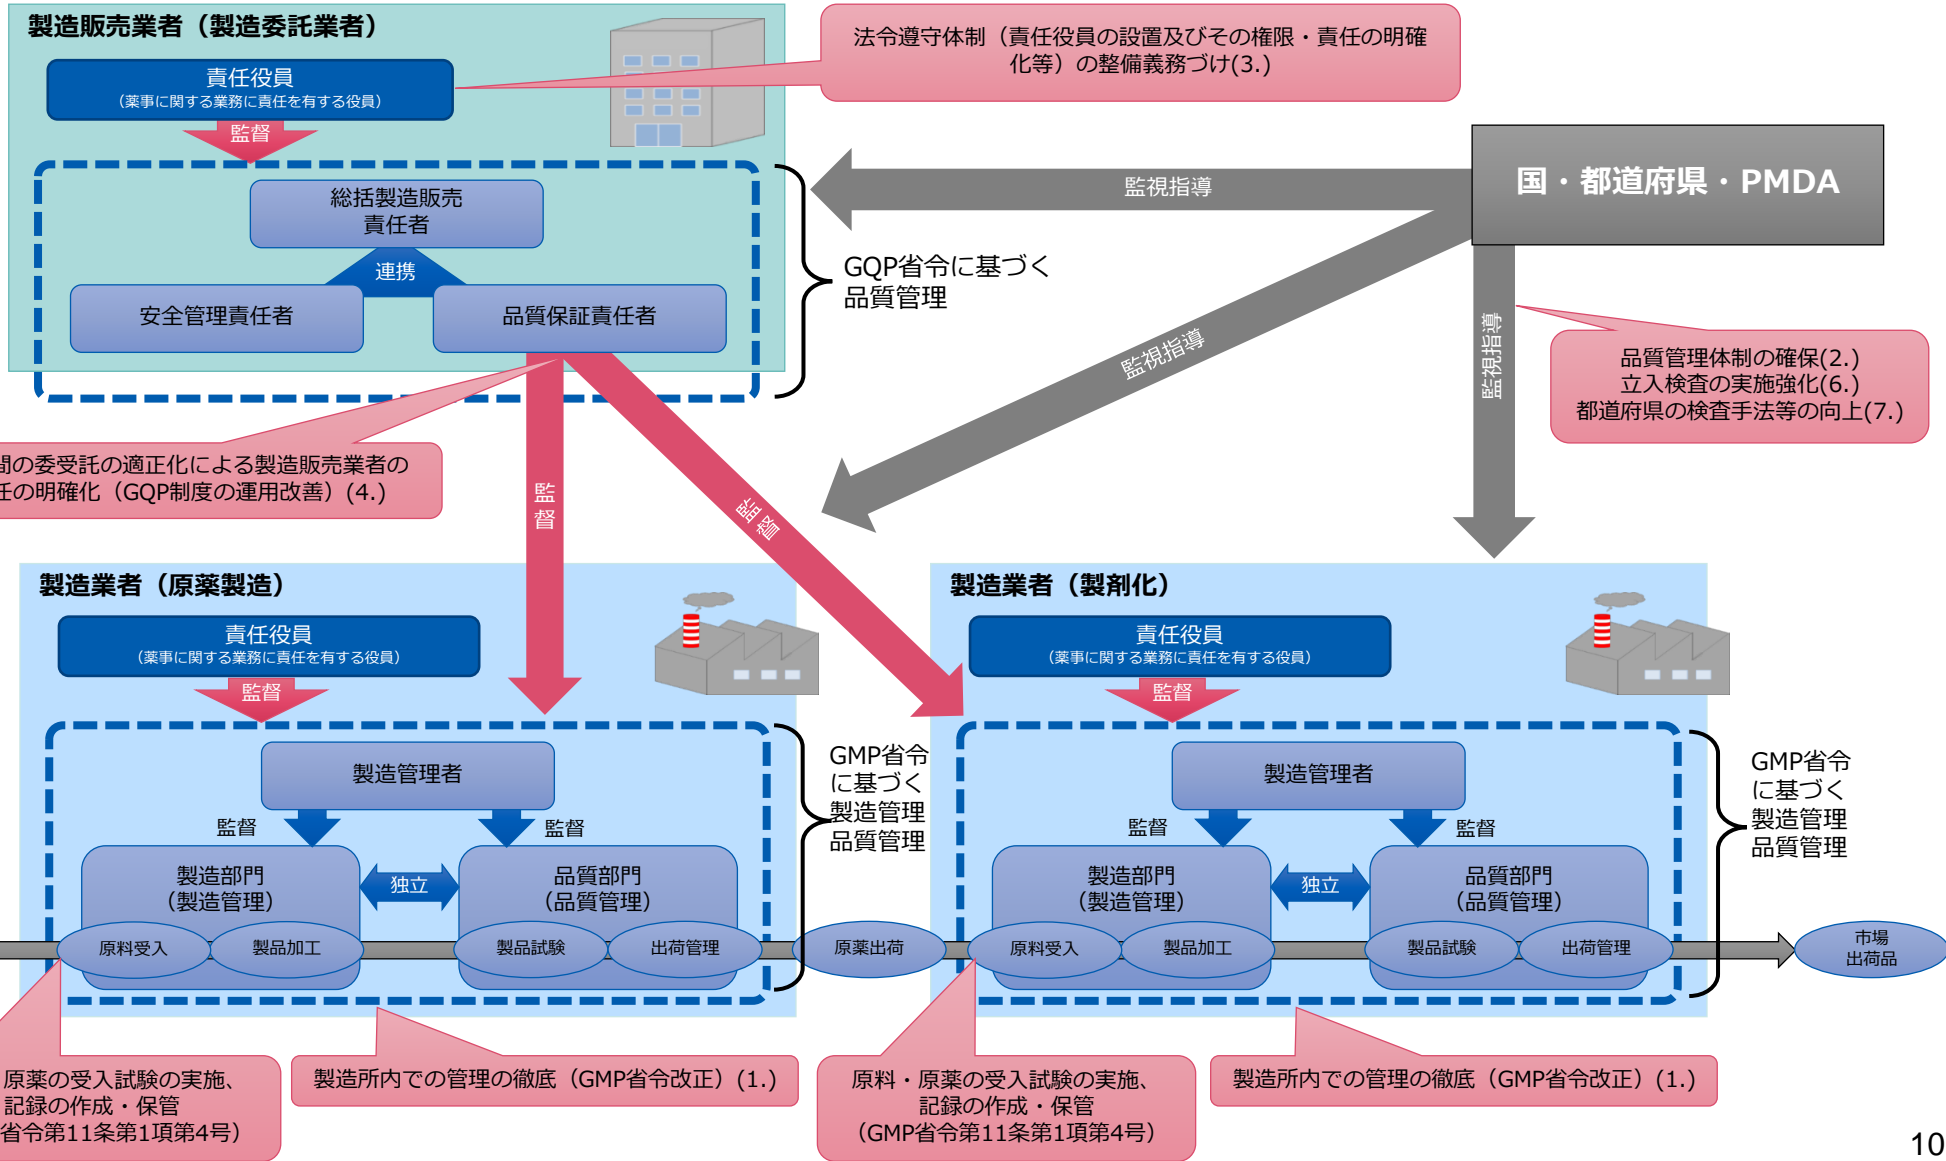 製造販売業者（製造委託業者）
責任役員
（薬事に関する業務に責任を有する役員）
監督
総括製造販売
責任者
連携
安全管理責任者
品質保証責任者
法令遵守体制（責任役員の設置及びその権限・責任の明確
化等）の整備義務づけ(3.)
国・都道府県・PMDA
監視指導
GQP省令に基づく
品質管理
監視指導
監視指導
品質管理体制の確保(2.)
立入検査の実施強化(6.)
都道府県の検査手法等の向上(7.)
間の委受託の適正化による製造販売業者の
任の明確化（GQP制度の運用改善）(4.)
監督
監督
製造業者（原薬製造）
責任役員
（薬事に関する業務に責任を有する役員）
監督
製造管理者
監督
監督
製造部門
（製造管理）
独立
品質部門
（品質管理）
原料受入
製品加工
製品試験
出荷管理
GMP省令
に基づく
製造管理
品質管理
原薬出荷
製造業者（製剤化）
責任役員
（薬事に関する業務に責任を有する役員）
監督
製造管理者
監督
監督
製造部門
（製造管理）
独立
品質部門
（品質管理）
原料受入
製品加工
製品試験
出荷管理
GMP省令
に基づく
製造管理
品質管理
市場
出荷品
原薬の受入試験の実施、
記録の作成・保管
省令第11条第1項第4号）
製造所内での管理の徹底（GMP省令改正）(1.)
原料・原薬の受入試験の実施、
記録の作成・保管
（GMP省令第11条第1項第4号）
製造所内での管理の徹底（GMP省令改正）(1.)
10